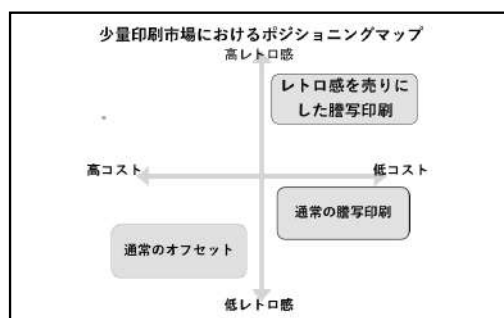 少量印刷市場におけるポジショニングマップ
高レトロ感
レトロ感を売りに
した謄写印刷
高コスト
低コスト
通常の謄写印刷
通常のオフセット
低レトロ感